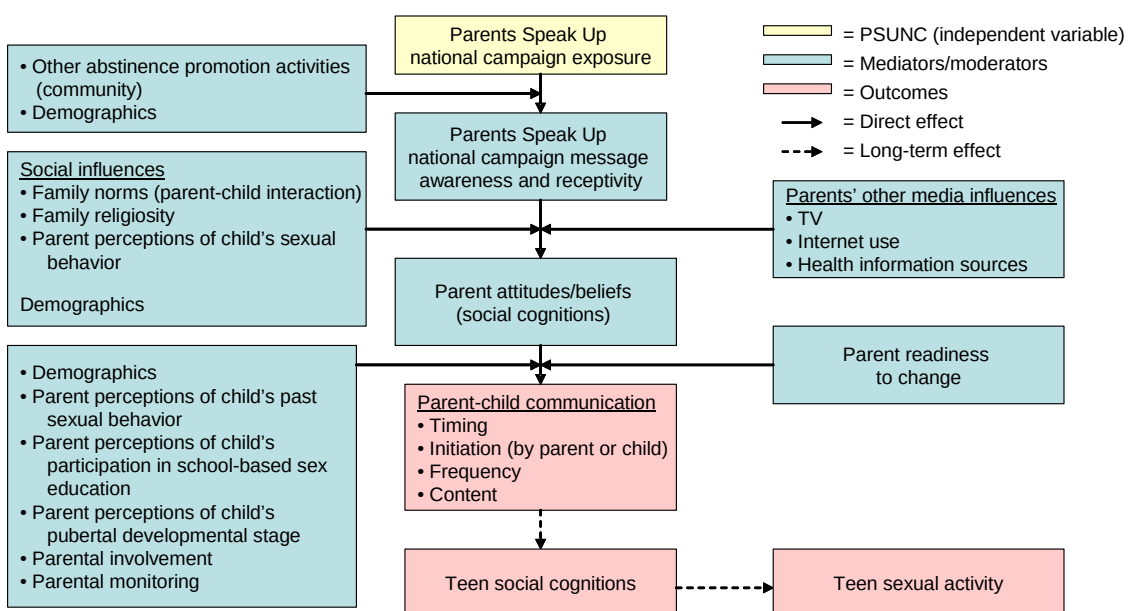 Parents Speak Up
national campaign exposure
= PSUNC (independent variable)
= Mediators/moderators
= Outcomes
= Direct effect
= Long-term effect
• Other abstinence promotion activities
(community)
• Demographics
Parents Speak Up
national campaign message
awareness and receptivity
Social influences
• Family norms (parent-child interaction)
• Family religiosity
• Parent perceptions of child’s sexual
behavior
Demographics
Parents’ other media influences
• TV
• Internet use
• Health information sources
Parent attitudes/beliefs
(social cognitions)
• Demographics
• Parent perceptions of child’s past
sexual behavior
• Parent perceptions of child’s
participation in school-based sex
education
• Parent perceptions of child’s
pubertal developmental stage
• Parental involvement
• Parental monitoring
Parent readiness
to change
Parent-child communication
• Timing
• Initiation (by parent or child)
• Frequency
• Content
Teen social cognitions
Teen sexual activity